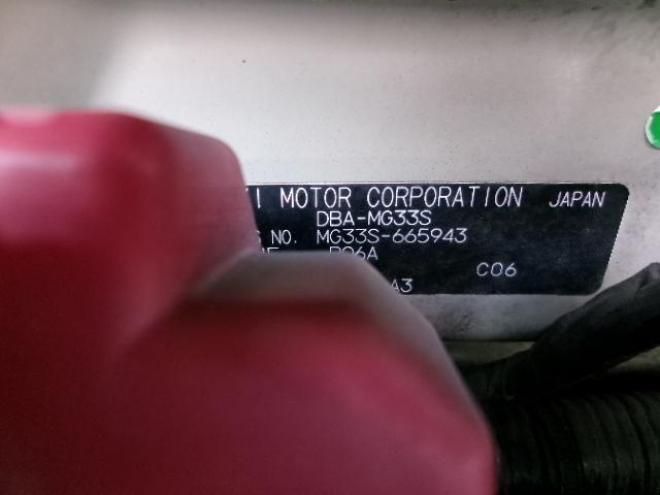 MOTOR CORPORATION JAPAN
DBA-MG33S
NO. MG33S-665943
R06A
C06
A3